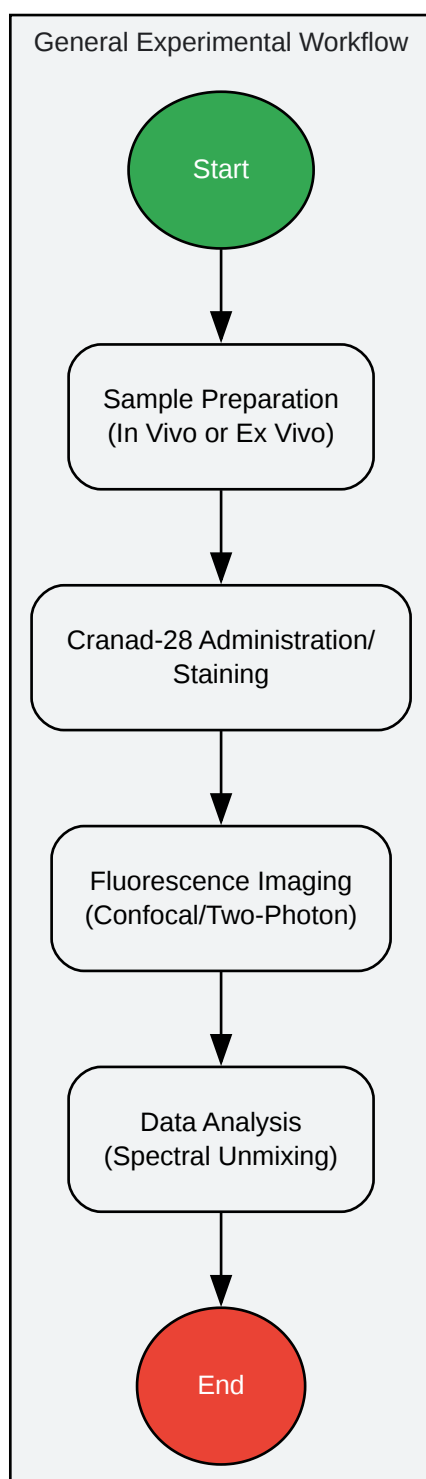 General Experimental Workflow
Start
Sample Preparation
(In Vivo or Ex Vivo)
Cranad-28 Administration/
Staining
Fluorescence Imaging
(Confocal/Two-Photon)
Data Analysis
(Spectral Unmixing)
End